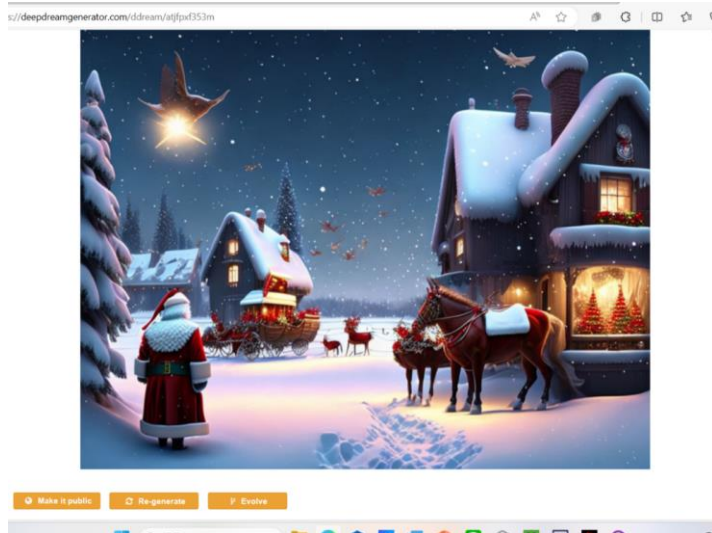 s://deepdreamgenerator.com/ddream/atjfpxf353m
Make it public
Re-generate
Evolve